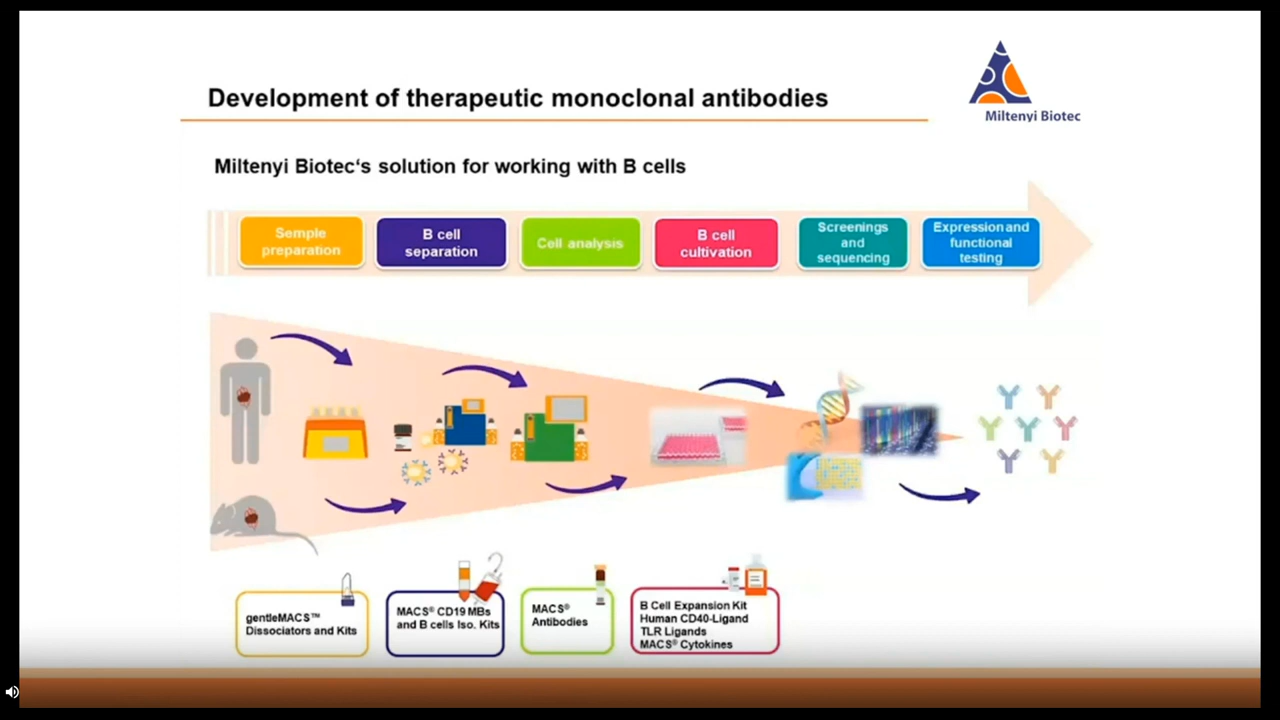 Development of therapeutic monoclonal antibodies
Miltenyi Biotec
Miltenyi Biotec‘s solution for working with B cells
Semple
preparation
B cell
separation
Cell analysis
B cell
cultivation
Screenings
and
sequencing
Expression and
functional
testing
gentleMACS™
Dissociators and Kits
MACS® CD19 MBs
and B cells Iso. Kits
MACS®
Antibodies
B Cell Expansion Kit
Human CD40-Ligand
TLR Ligands
MACS® Cytokines